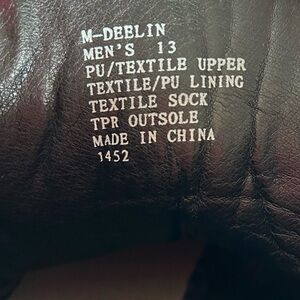 M-DEELIN
MEN'S 13
PU/TEXTILE UPPER
TEXTILE/PU LINING
TEXTILE SOCK
TPR OUTSOLE
MADE IN CHINA
1452